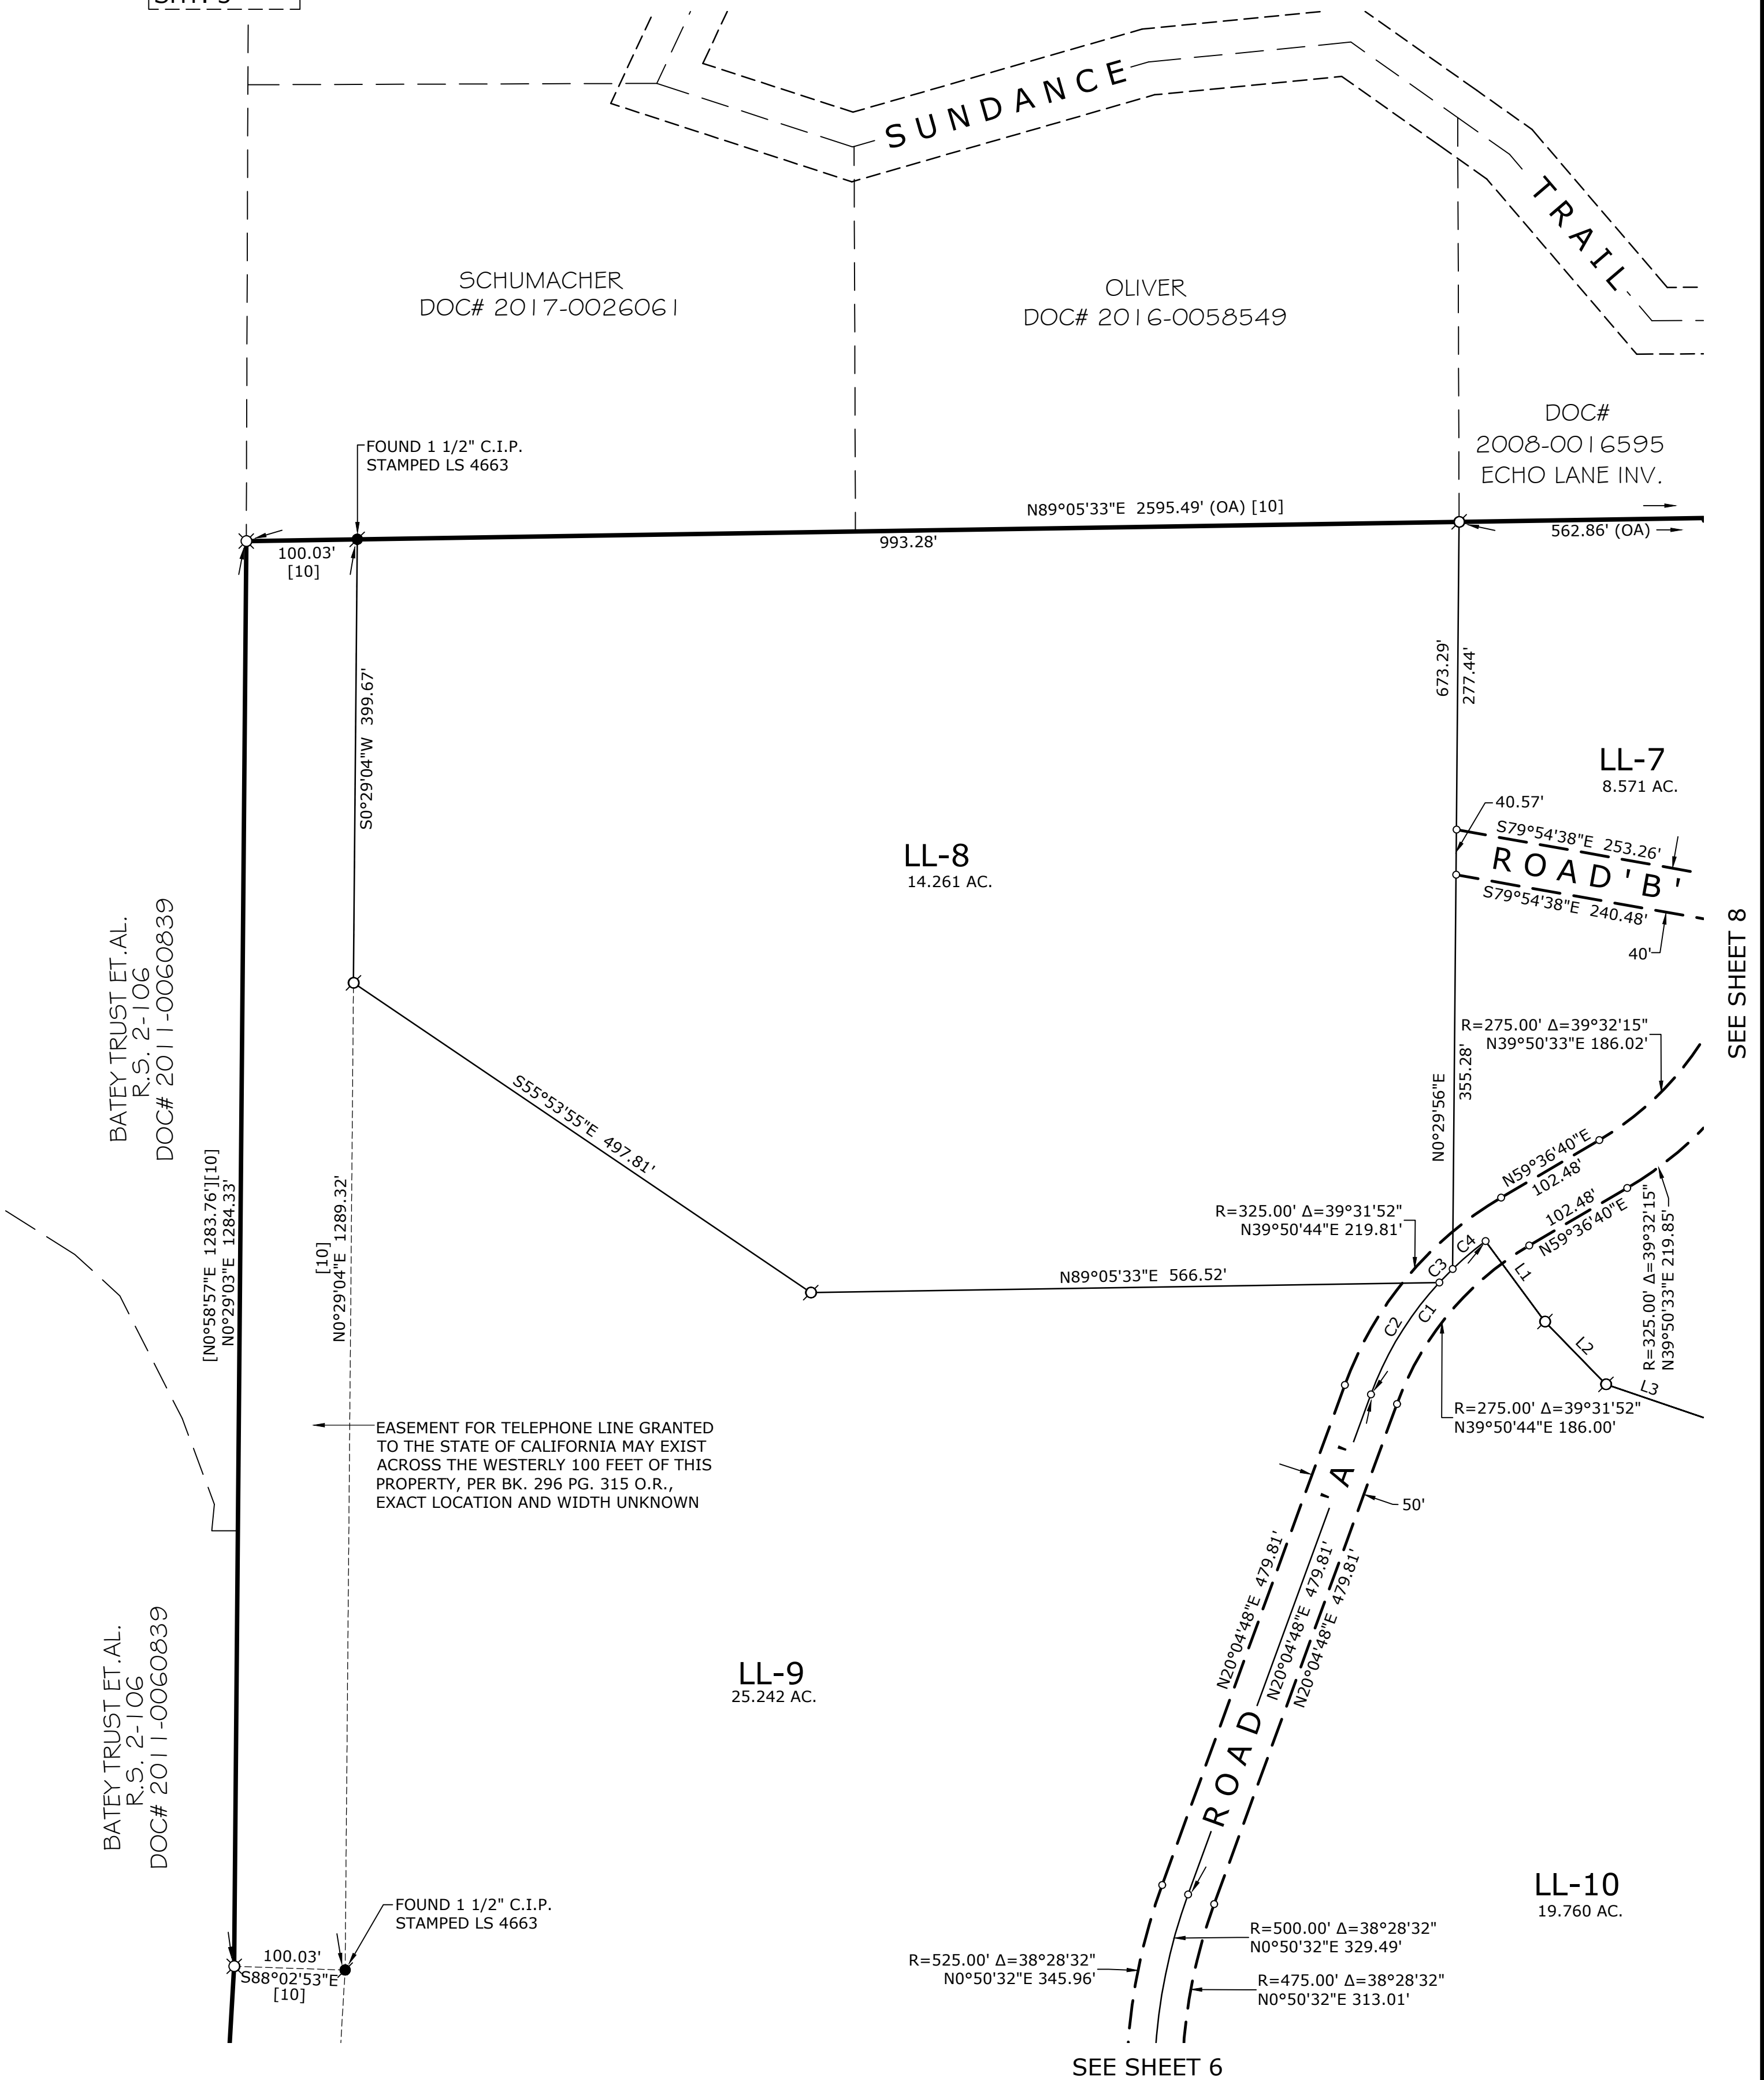 SUNDANCE
TRAIL
SCHUMACHER
DOC# 2017-0026061
OLIVER
DOC# 2016-0058549
DOC#
2008-0016595
ECHO LANE INV.
FOUND 1 1/2" C.I.P.
STAMPED LS 4663
N89°05'33"E 2595.49' (OA) [10]
100.03'
[10]
993.28'
562.86' (OA)
S0°29'04"W 399.67'
673.29'
277.44'
LL-7
8.571 AC.
40.57'
S79°54'38"E 253.26'
ROAD 'B'
S79°54'38"E 240.48'
40'
LL-8
14.261 AC.
SEE SHEET 8
BATEY TRUST ET.AL.
R.S. 2-106
DOC# 2011-0060839
R=275.00' Δ=39°32'15"
N39°50'33"E 186.02'
S55°53'55"E 497.81'
N0°29'56"E
355.28'
N59°36'40"E
102.48'
102.48'
N59°36'40"E
[N0°58'57"E 1283.76'][10]
N0°29'03"E 1284.33'
[10]
N0°29'04"E 1289.32'
R=325.00' Δ=39°31'52"
N39°50'44"E 219.81'
N89°05'33"E 566.52'
C3
C4
C1
C2
L1
L2
L3
R=325.00' Δ=39°32'15"
N39°50'33"E 219.85'
R=275.00' Δ=39°31'52"
N39°50'44"E 186.00'
EASEMENT FOR TELEPHONE LINE GRANTED
TO THE STATE OF CALIFORNIA MAY EXIST
ACROSS THE WESTERLY 100 FEET OF THIS
PROPERTY, PER BK. 296 PG. 315 O.R.,
EXACT LOCATION AND WIDTH UNKNOWN
50'
N20°04'48"E 479.81'
N20°04'48"E 479.81'
N20°04'48"E 479.81'
ROAD 'A'
BATEY TRUST ET.AL.
R.S. 2-106
DOC# 2011-0060839
LL-9
25.242 AC.
LL-10
19.760 AC.
FOUND 1 1/2" C.I.P.
STAMPED LS 4663
100.03'
S88°02'53"E
[10]
R=500.00' Δ=38°28'32"
N0°50'32"E 329.49'
R=525.00' Δ=38°28'32"
N0°50'32"E 345.96'
R=475.00' Δ=38°28'32"
N0°50'32"E 313.01'
SEE SHEET 6